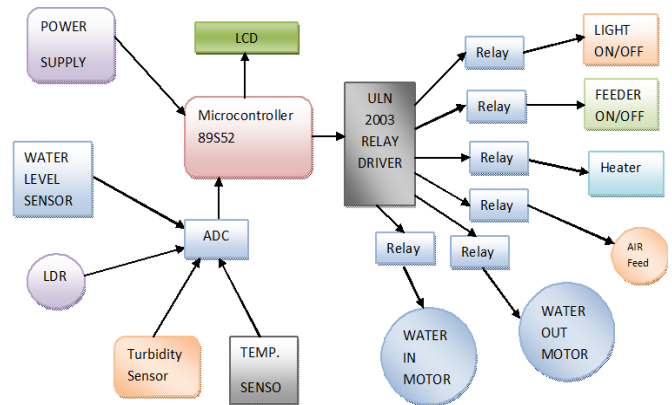 POWER
SUPPLY
LCD
Microcontroller
89S52
ULN
2003
RELAY
DRIVER
Relay
LIGHT
ON/OFF
Relay
FEEDER
ON/OFF
Relay
Heater
Relay
AIR
Feed
Relay
Relay
WATER
LEVEL
SENSOR
ADC
LDR
Turbidity
Sensor
TEMP.
SENSO
WATER
IN
MOTOR
WATER
OUT
MOTOR